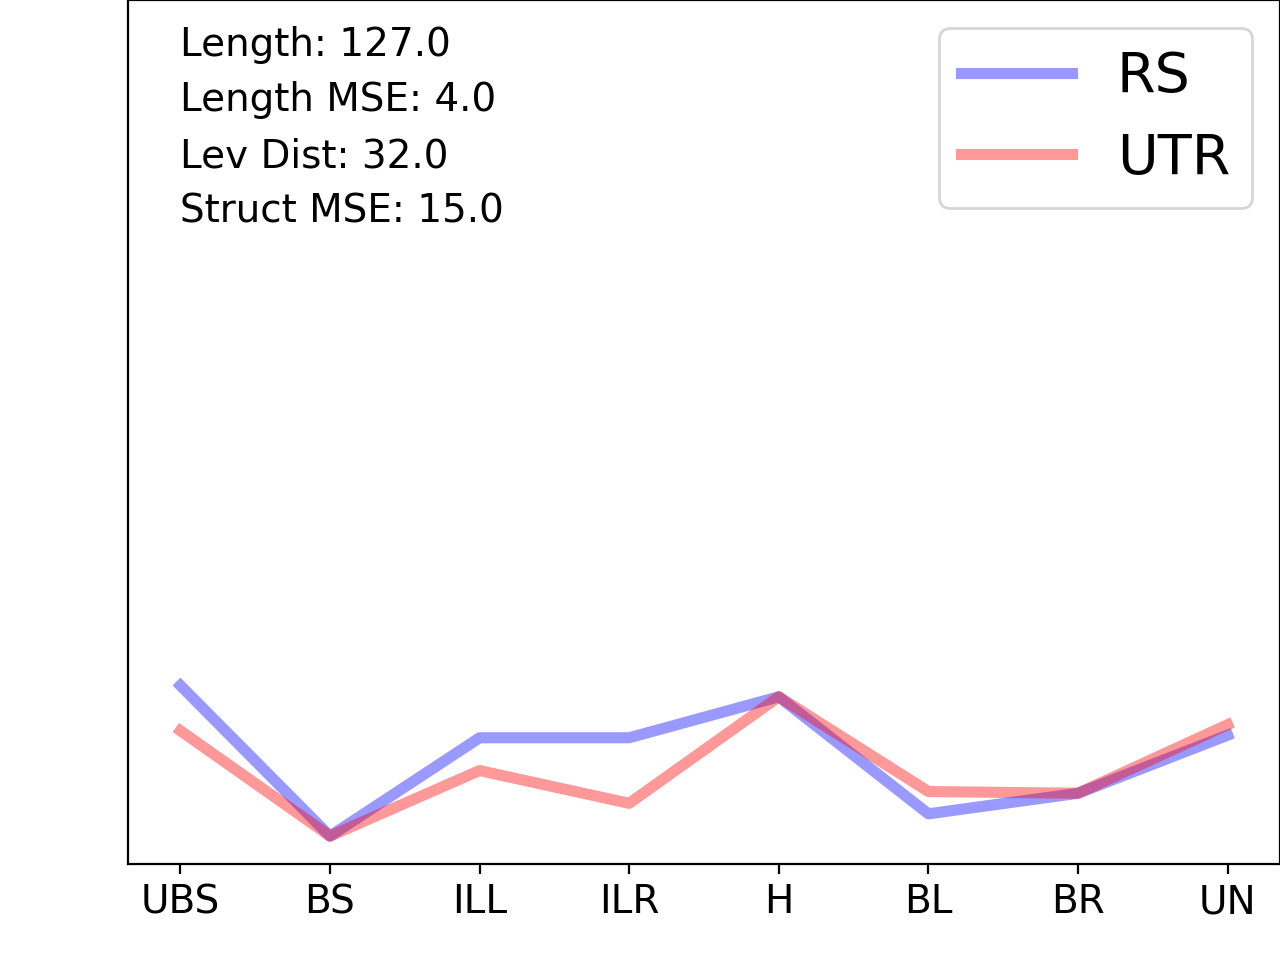 Length: 127.0
Length MSE: 4.0
Lev Dist: 32.0
Struct MSE: 15.0
RS
UTR
UBS BS ILL ILR H BL BR UN